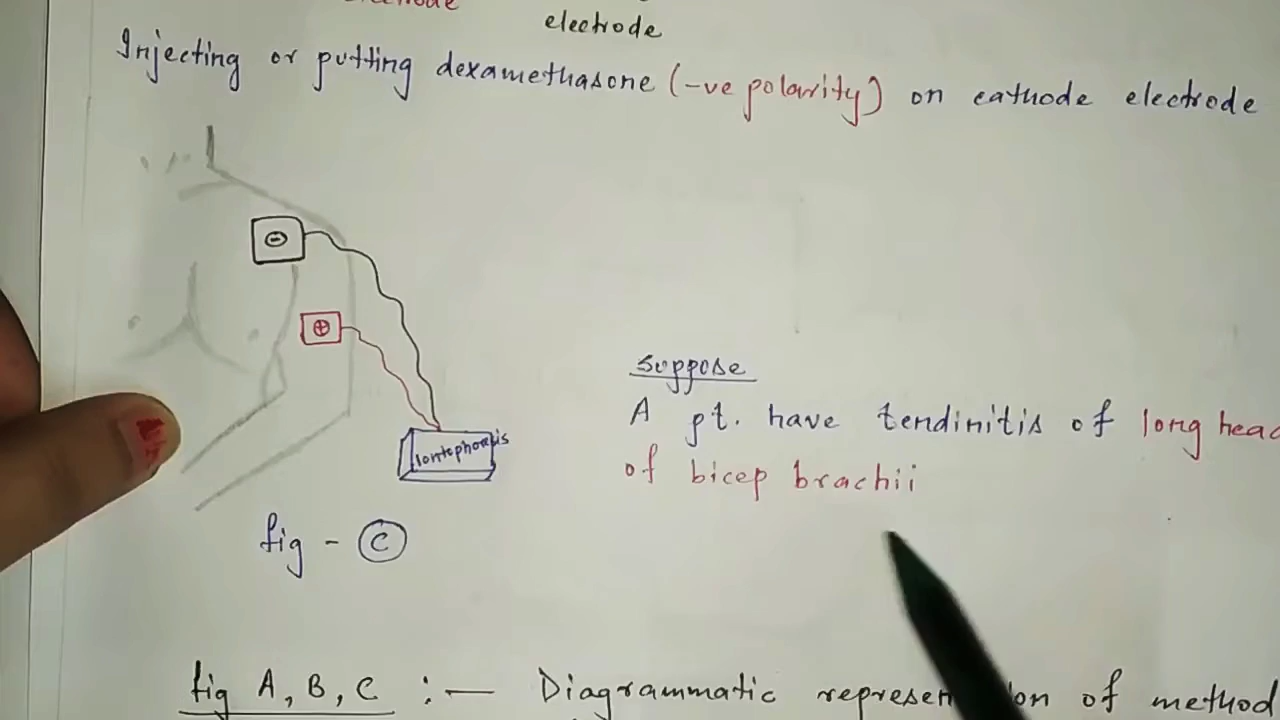 electrode
Injecting or putting dexamethasone (-ve polarity) on cathode electrode
Iontophoresis
suppose
A pt. have tendinitis of long head
of bicep brachii
fig - C
fig A, B, C :— Diagrammatic of method